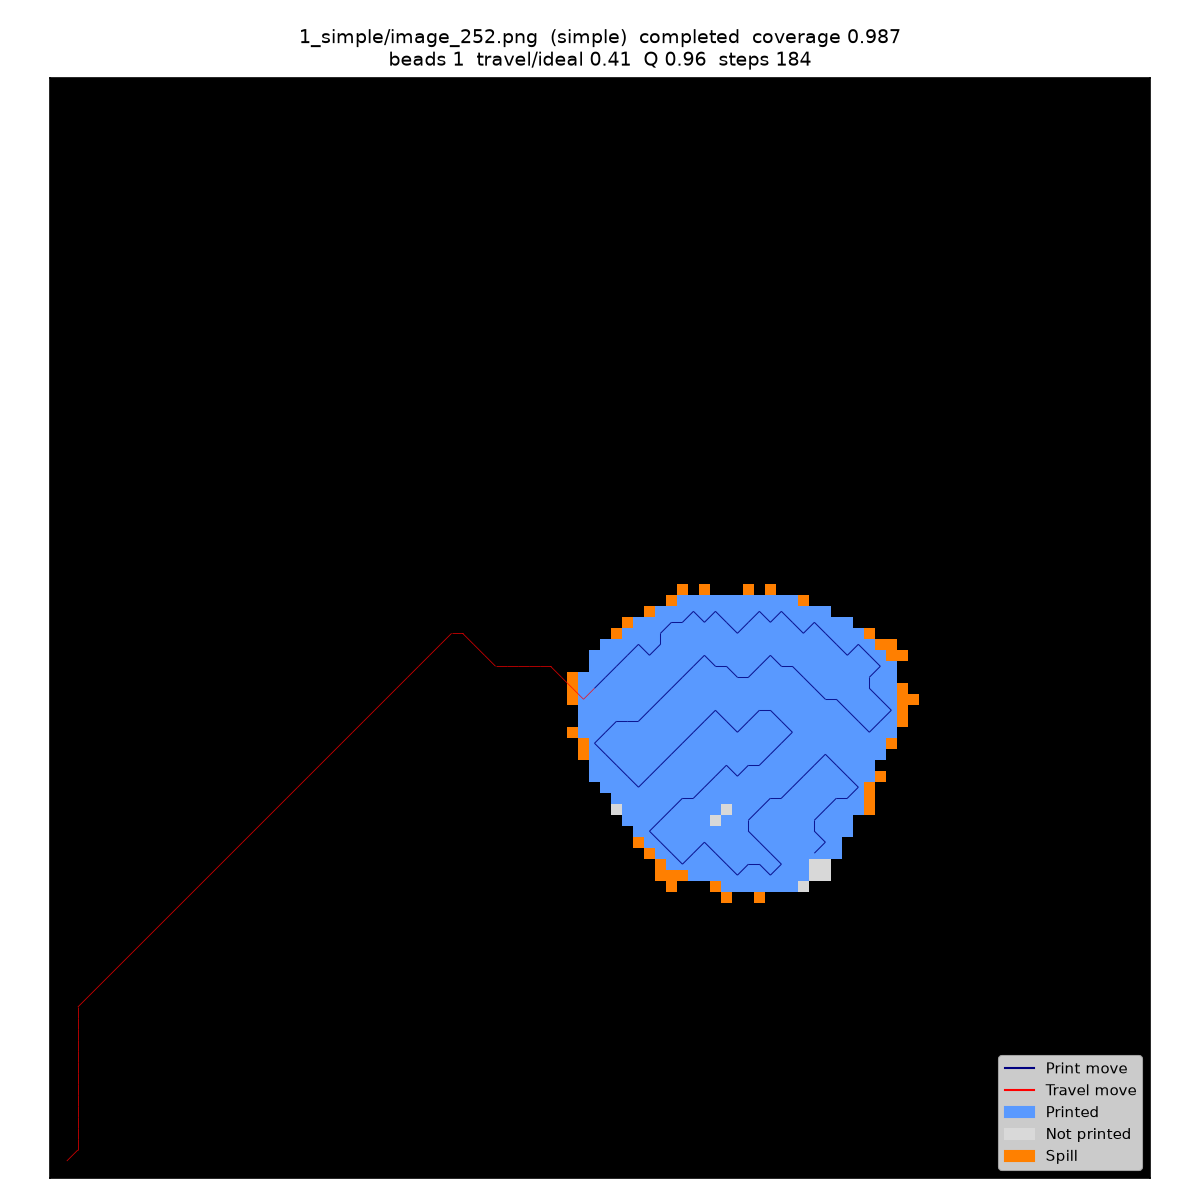 1_simple/image_252.png  (simple)  completed  coverage 0.987
beads 1  travel/ideal 0.41  Q 0.96  steps 184
Print move
Travel move
Printed
Not printed
Spill